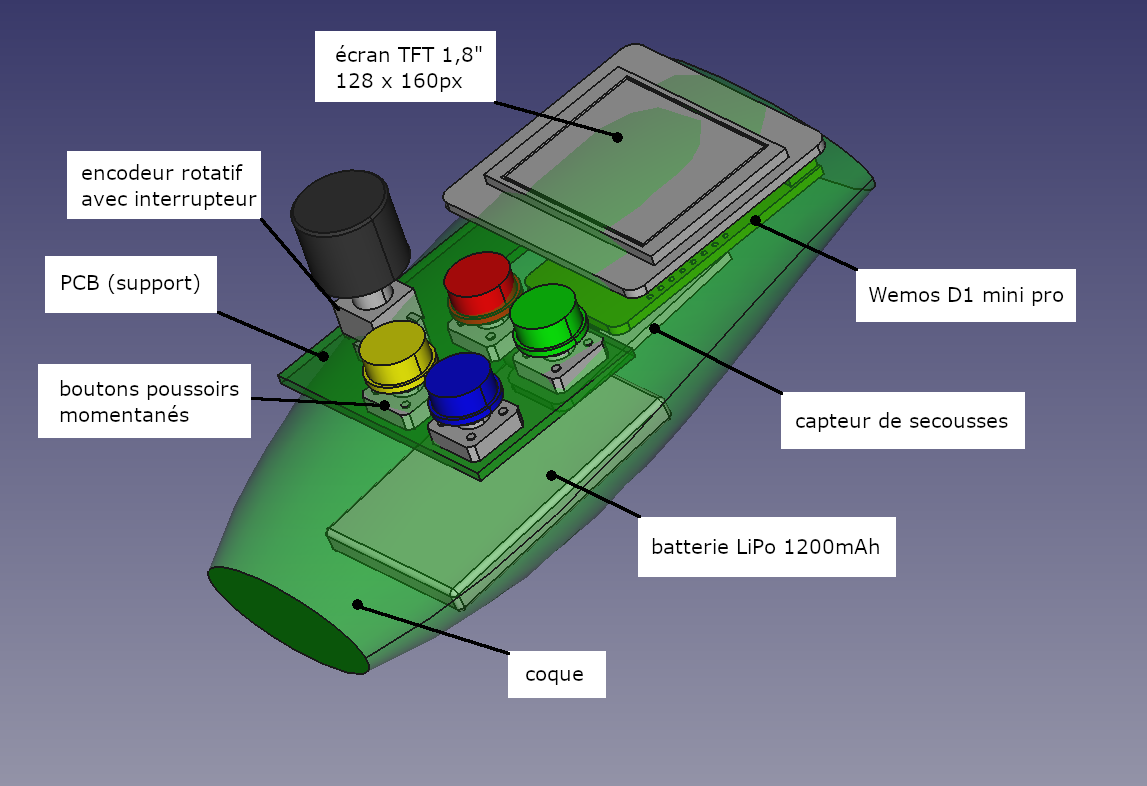 écran TFT 1,8"
128 x 160px
encodeur rotatif
avec interrupteur
PCB (support)
Wemos D1 mini pro
boutons poussoirs
momentanés
capteur de secousses
batterie LiPo 1200mAh
coque